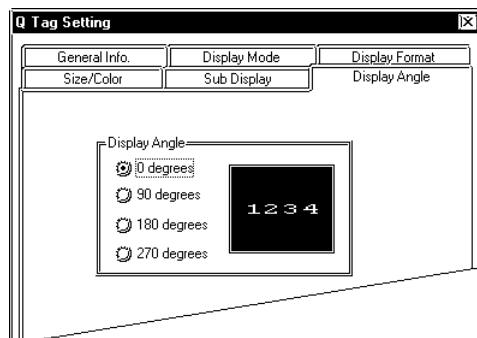 Q Tag Setting
General Info. Display Mode Display Format
Size/Color Sub Display Display Angle
Display Angle
0 degrees
90 degrees
1234
180 degrees
270 degrees